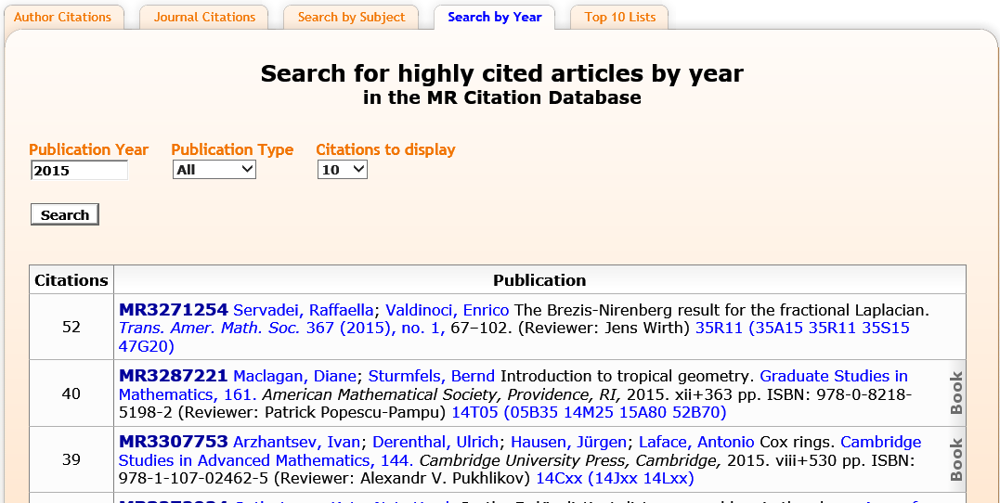 Author Citations Journal Citations Search by Subject Search by Year Top 10 Lists
Search for highly cited articles by year
in the MR Citation Database
Publication Year Publication Type Citations to display
2015 All 10
Search
Citations Publication
52 MR3271254 Servadei, Raffaella; Valdinoci, Enrico The Brezis-Nirenberg result for the fractional Laplacian.
Trans. Amer. Math. Soc. 367 (2015), no. 1, 67–102. (Reviewer: Jens Wirth) 35R11 (35A15 35R11 35S15
47G20)
40 MR3287221 Maclagan, Diane; Sturmfels, Bernd Introduction to tropical geometry. Graduate Studies in
Mathematics, 161. American Mathematical Society, Providence, RI, 2015. xii+363 pp. ISBN: 978-0-8218-
5198-2 (Reviewer: Patrick Popescu-Pampu) 14T05 (05B35 14M25 15A80 52B70)
Book
39 MR3307753 Arzhantsev, Ivan; Derenthal, Ulrich; Hausen, Jürgen; Laface, Antonio Cox rings. Cambridge
Studies in Advanced Mathematics, 144. Cambridge University Press, Cambridge, 2015. viii+530 pp. ISBN:
978-1-107-02462-5 (Reviewer: Alexandr V. Pukhlikov) 14Cxx (14Jxx 14Lxx)
Book